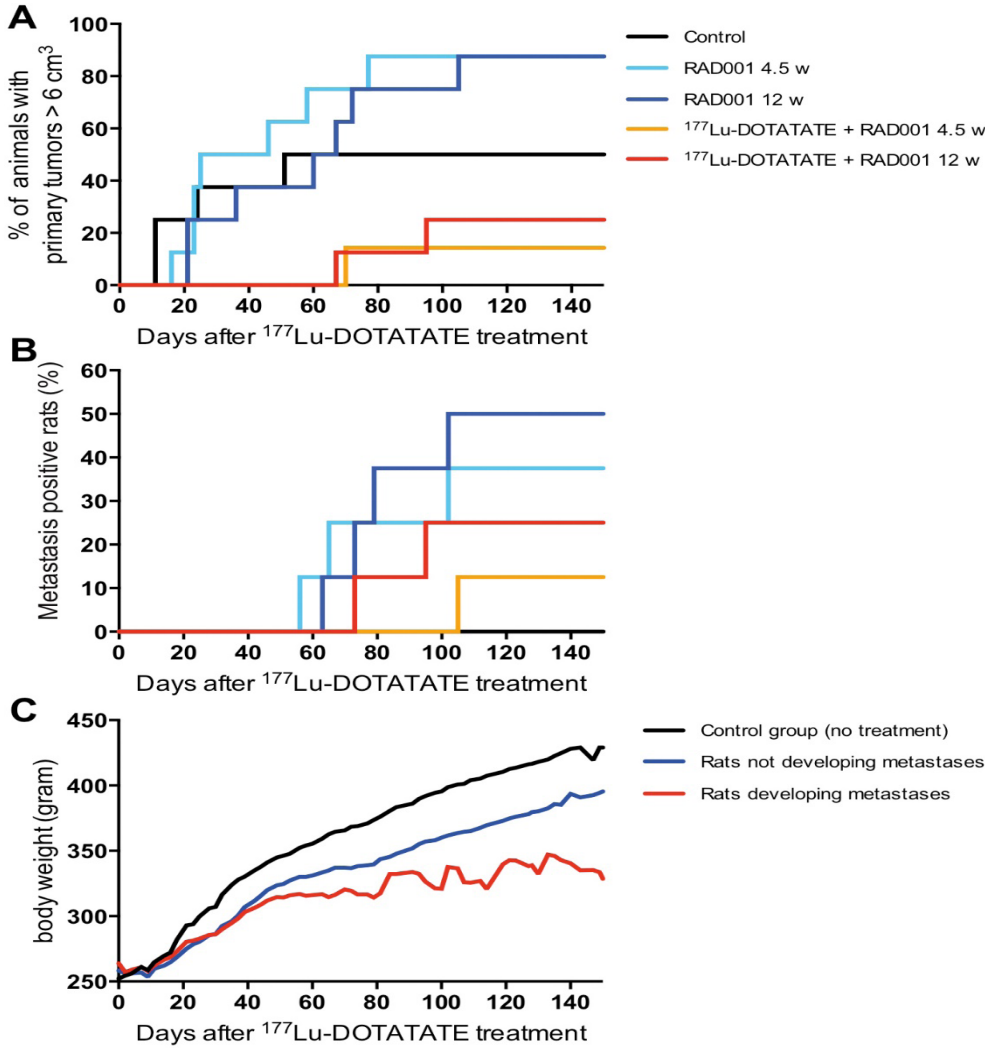 A
100
80
60
40
20
0
% of animals with
primary tumors > 6 cm³
0 20 40 60 80 100 120 140
Days after ¹⁷⁷Lu-DOTATATE treatment
Control
RAD001 4.5 w
RAD001 12 w
¹⁷⁷Lu-DOTATATE + RAD001 4.5 w
¹⁷⁷Lu-DOTATATE + RAD001 12 w
B
60
50
40
30
20
10
0
Metastasis positive rats (%)
0 20 40 60 80 100 120 140
Days after ¹⁷⁷Lu-DOTATATE treatment
C
450
400
350
300
250
body weight (gram)
0 20 40 60 80 100 120 140
Days after ¹⁷⁷Lu-DOTATATE treatment
Control group (no treatment)
Rats not developing metastases
Rats developing metastases